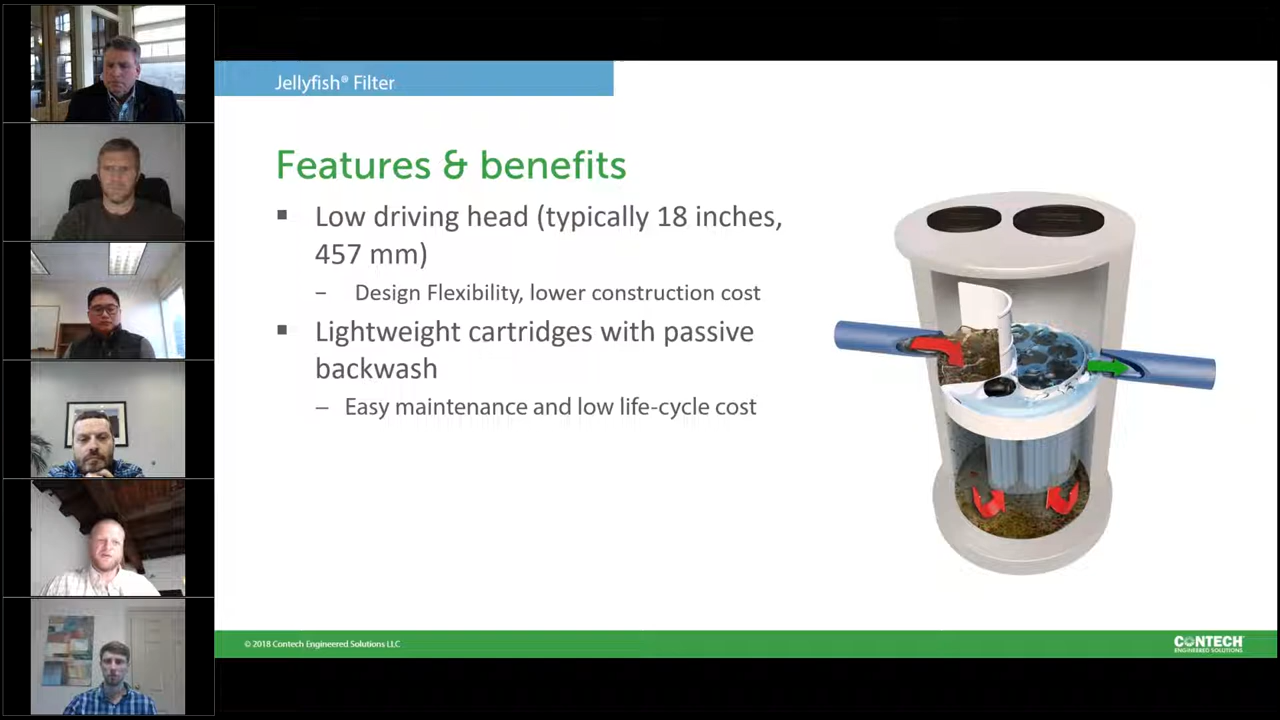 Jellyfish® Filter
Features & benefits
▪ Low driving head (typically 18 inches,
457 mm)
– Design Flexibility, lower construction cost
▪ Lightweight cartridges with passive
backwash
– Easy maintenance and low life-cycle cost
© 2018 Contech Engineered Solutions LLC
CONTECH
ENGINEERED SOLUTIONS